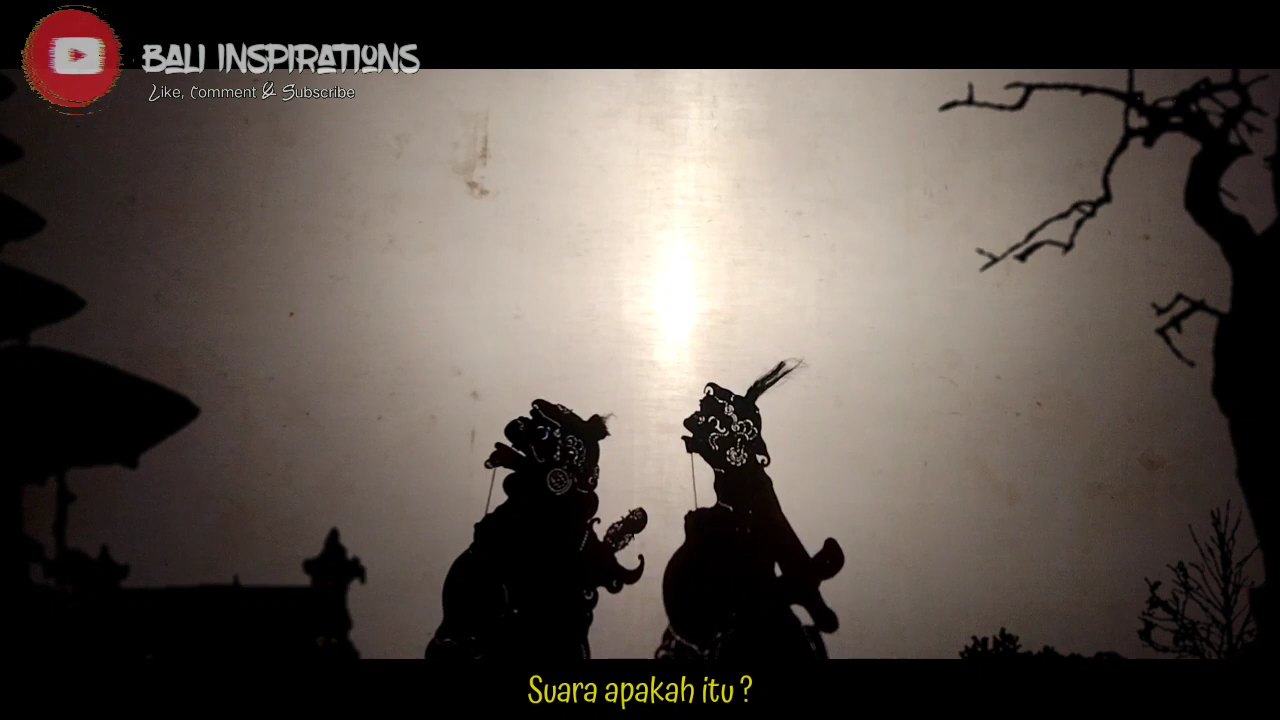 BALI INSPIRATIONS
Like, Comment & Subscribe
Suara apakah itu ?